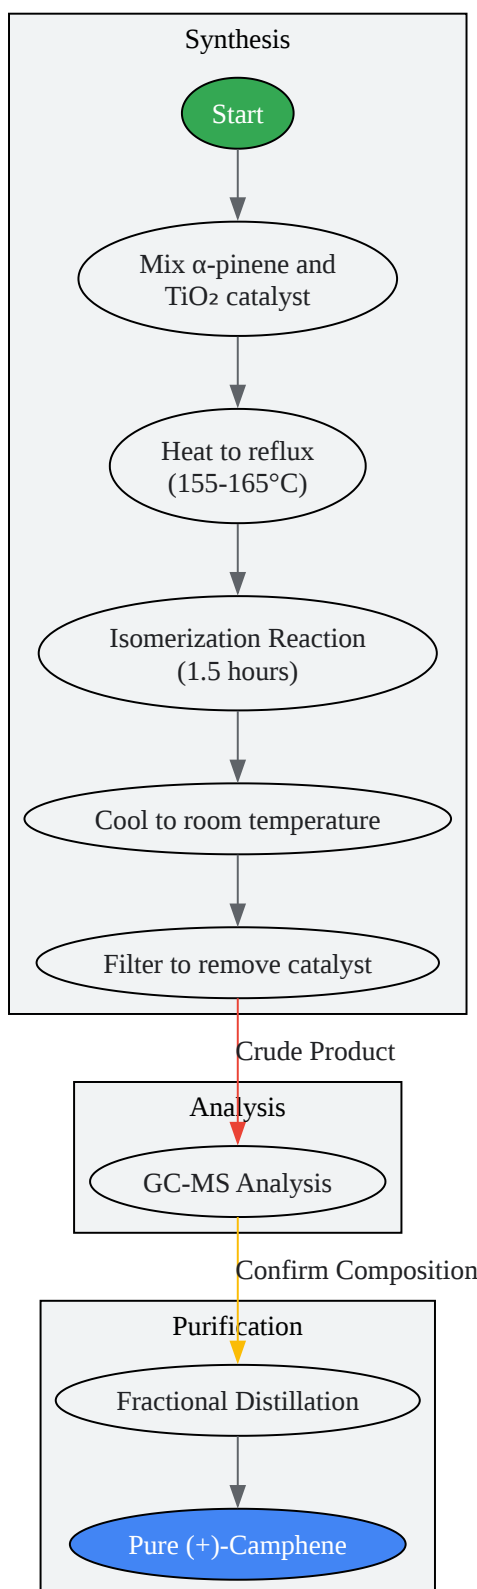 Synthesis
Start
Mix α-pinene and
TiO₂ catalyst
Heat to reflux
(155-165°C)
Isomerization Reaction
(1.5 hours)
Cool to room temperature
Filter to remove catalyst
Crude Product
Analysis
GC-MS Analysis
Confirm Composition
Purification
Fractional Distillation
Pure (+)-Camphene